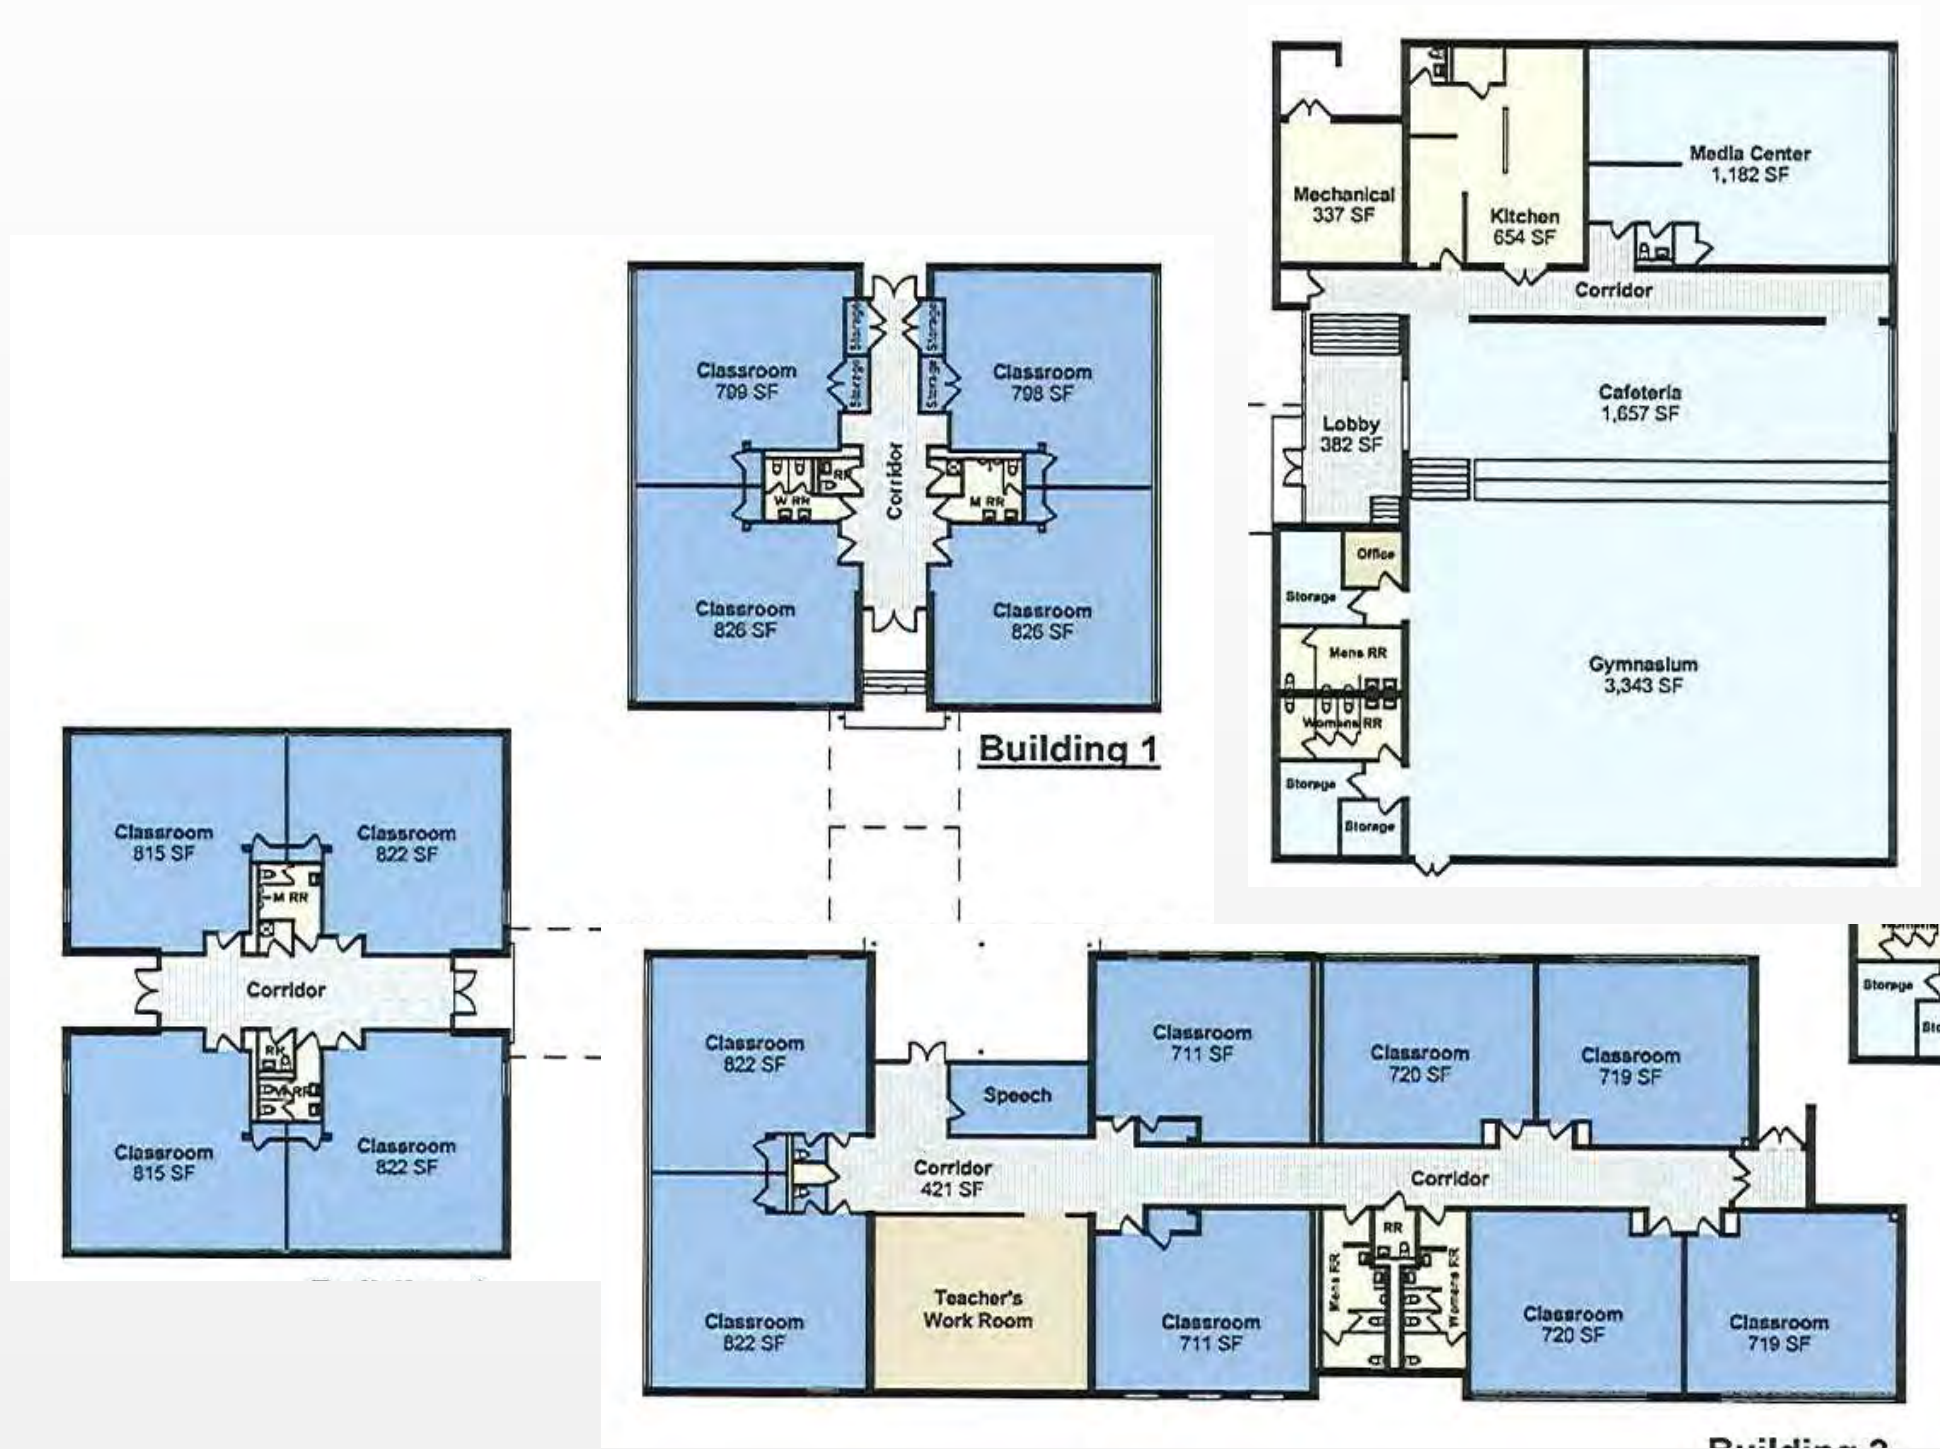 Mechanical
337 SF
Kitchen
654 SF
Media Center
1,182 SF
Corridor
Cafeteria
1,657 SF
Lobby
382 SF
Office
Storage
Mens RR
Womens RR
Storage
Storage
Gymnasium
3,343 SF
Classroom
799 SF
Storage
Storage
Storage
Storage
Classroom
798 SF
Corridor
RR
W RR
M RR
Classroom
826 SF
Classroom
826 SF
Building 1
Classroom
815 SF
Classroom
822 SF
M RR
Corridor
RR
Classroom
815 SF
Classroom
822 SF
Classroom
822 SF
Speech
Classroom
711 SF
Classroom
720 SF
Classroom
719 SF
Storage
Corridor
421 SF
Corridor
RR
Mens RR
Womens RR
Classroom
822 SF
Teacher's
Work Room
Classroom
711 SF
Classroom
720 SF
Classroom
719 SF